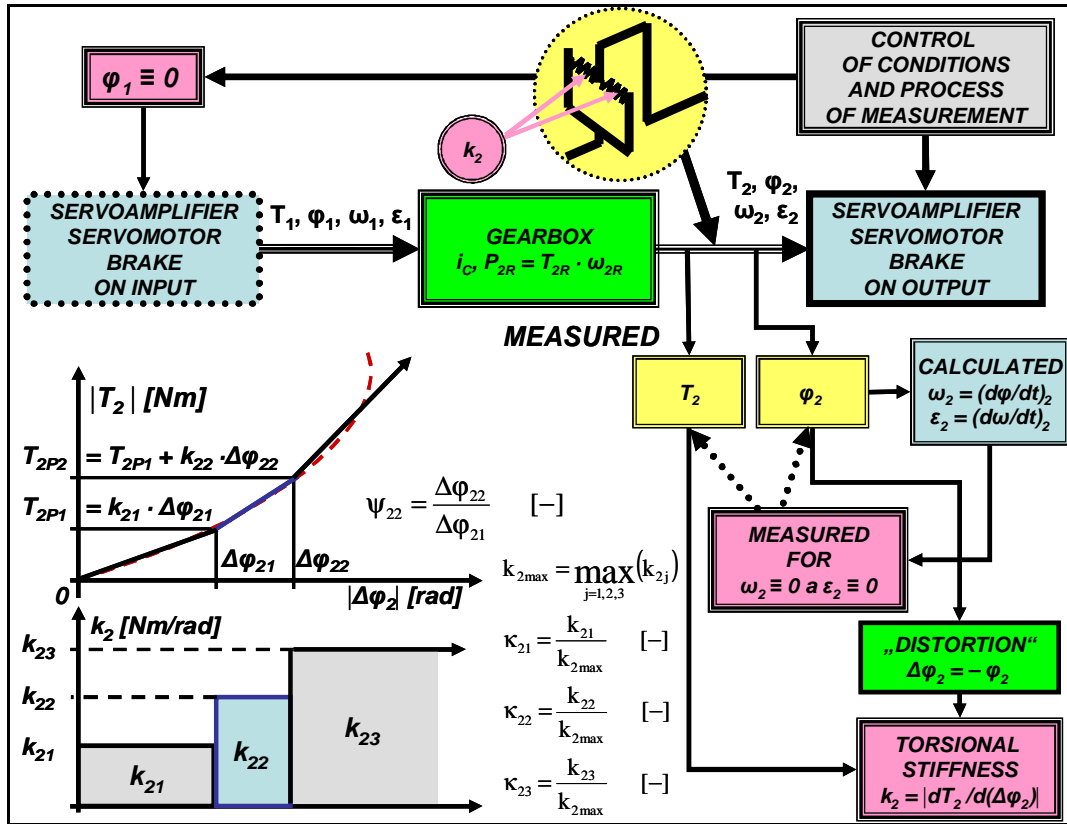 φ₁ ≡ 0
CONTROL
OF CONDITIONS
AND PROCESS
OF MEASUREMENT
k₂
SERVOAMPLIFIER
SERVOMOTOR
BRAKE
ON INPUT
T₁, φ₁, ω₁, ε₁
GEARBOX
i_C, P₂R = T₂R · ω₂R
T₂, φ₂,
ω₂, ε₂
SERVOAMPLIFIER
SERVOMOTOR
BRAKE
ON OUTPUT
MEASURED
T₂
φ₂
CALCULATED
ω₂ = (dφ/dt)₂
ε₂ = (dω/dt)₂
MEASURED
FOR
ω₂ ≡ 0 a ε₂ ≡ 0
„DISTORTION“
Δφ₂ = – φ₂
TORSIONAL
STIFFNESS
k₂ = |dT₂ /d(Δφ₂)|
|T₂| [Nm]
T₂P₂ = T₂P₁ + k₂₂ ·Δφ₂₂
T₂P₁ = k₂₁ · Δφ₂₁
Δφ₂₁ Δφ₂₂
0
|Δφ₂| [rad]
ψ₂₂ = Δφ₂₂ / Δφ₂₁ [–]
k₂max = max (k₂j)
j=1,2,3
κ₂₁ = k₂₁ / k₂max [–]
κ₂₂ = k₂₂ / k₂max [–]
κ₂₃ = k₂₃ / k₂max [–]
k₂ [Nm/rad]
k₂₃
k₂₂
k₂₁
k₂₁
k₂₂
k₂₃